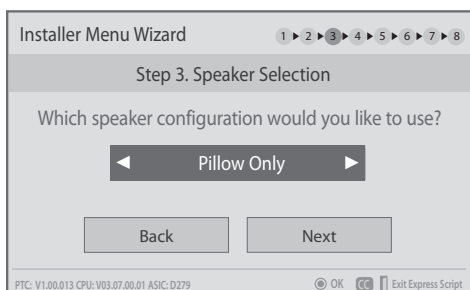 Installer Menu Wizard 1 ▶ 2 ▶ 3 ▶ 4 ▶ 5 ▶ 6 ▶ 7 ▶ 8
Step 3. Speaker Selection
Which speaker configuration would you like to use?
◀ Pillow Only ▶
Back Next
PTC: V1.00.013 CPU: V03.07.00.01 ASIC: D279 OK CC Exit Express Script